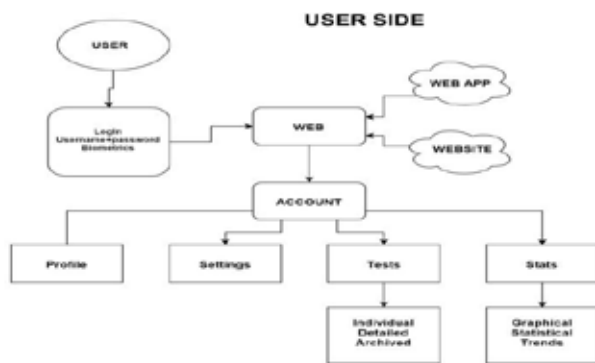 USER SIDE
USER
WEB APP
Login
Username+password
Biometrics
WEB
WEBSITE
ACCOUNT
Profile
Settings
Tests
Stats
Individual
Detailed
Archived
Graphical
Statistical
Trends